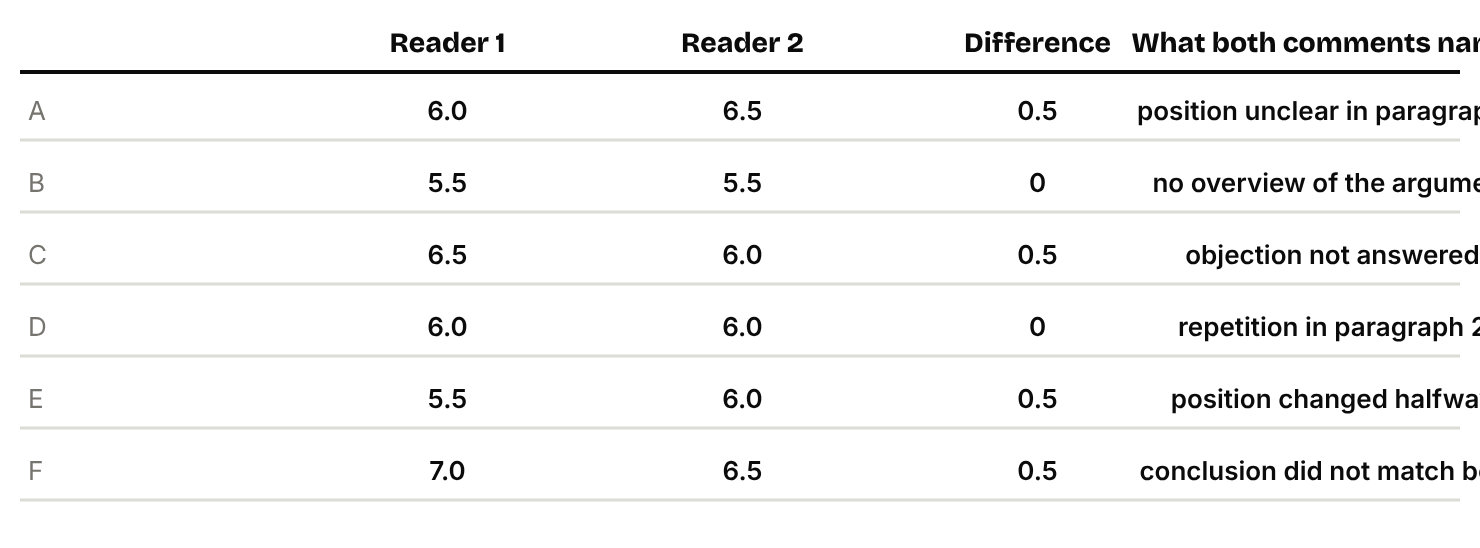 Reader 1 Reader 2 Difference What both comments
A 6.0 6.5 0.5 position unclear in
B 5.5 5.5 0 no overview of the
C 6.5 6.0 0.5 objection not answered
D 6.0 6.0 0 repetition in paragraph
E 5.5 6.0 0.5 position changed
F 7.0 6.5 0.5 conclusion did not match